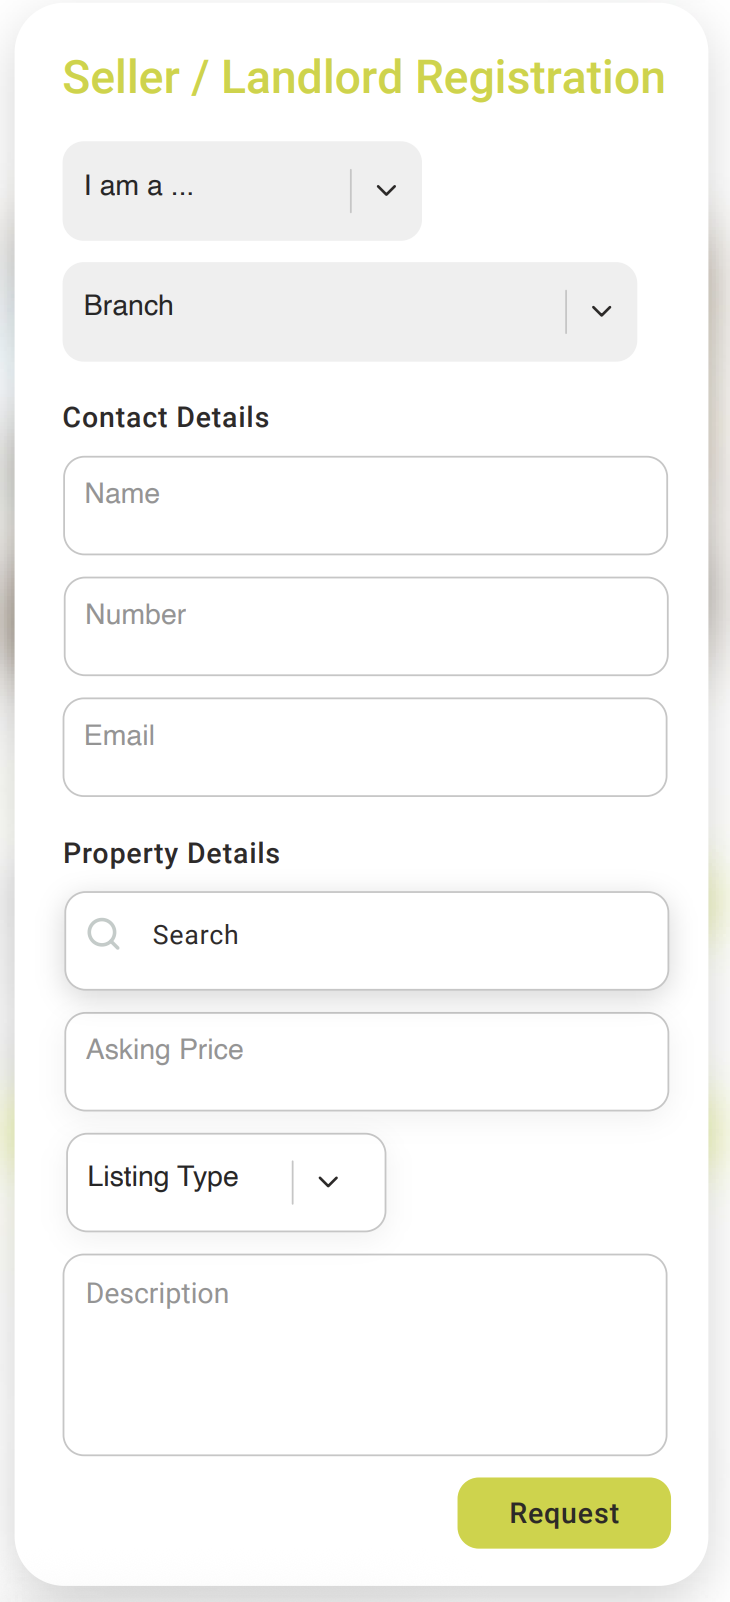 Seller / Landlord Registration
I am a ...
Branch
Contact Details
Name
Number
Email
Property Details
Search
Asking Price
Listing Type
Description
Request